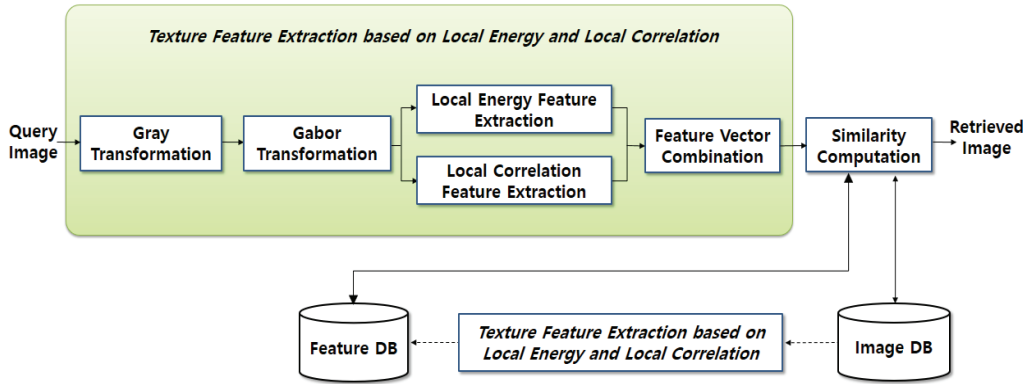 Texture Feature Extraction based on Local Energy and Local Correlation
Query
Image
Gray
Transformation
Gabor
Transformation
Local Energy Feature
Extraction
Local Correlation
Feature Extraction
Feature Vector
Combination
Similarity
Computation
Retrieved
Image
Feature DB
Texture Feature Extraction based on
Local Energy and Local Correlation
Image DB